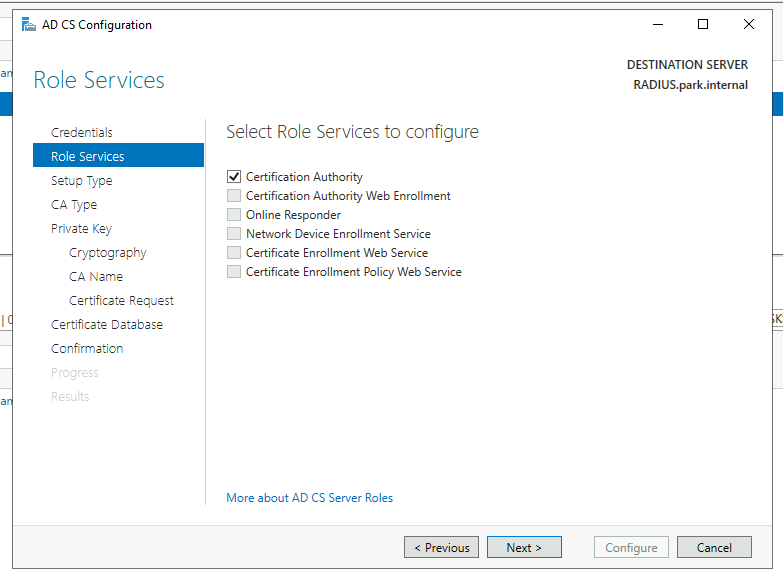 AD CS Configuration
Role Services
DESTINATION SERVER
RADIUS.park.internal
Credentials
Role Services
Setup Type
CA Type
Private Key
Cryptography
CA Name
Certificate Request
Certificate Database
Confirmation
Progress
Results
Select Role Services to configure
Certification Authority
Certification Authority Web Enrollment
Online Responder
Network Device Enrollment Service
Certificate Enrollment Web Service
Certificate Enrollment Policy Web Service
More about AD CS Server Roles
< Previous
Next >
Configure
Cancel